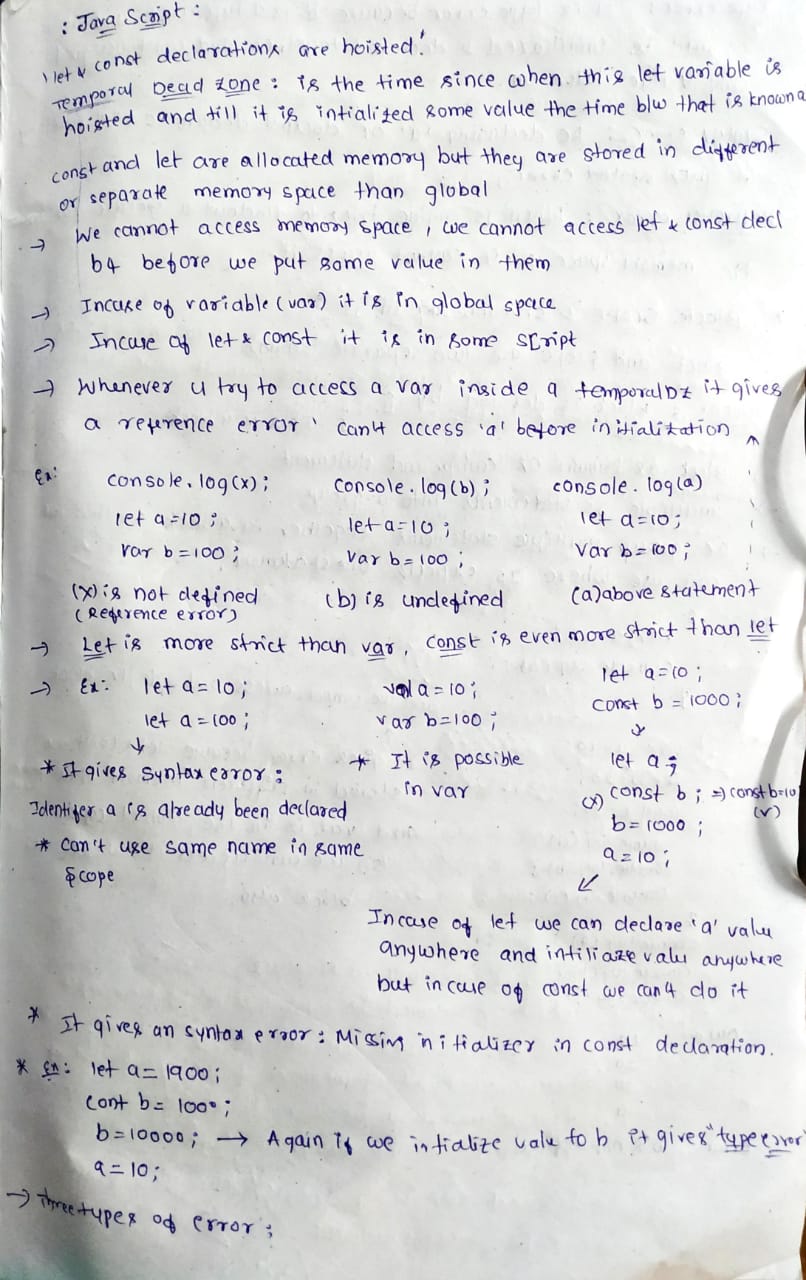 : Java Script :
let & const declarations are hoisted!
Temporal Dead zone : is the time since when this let variable is
hoisted and till it is intialized some value the time b/w that is known a
const and let are allocated memory but they are stored in different
or separate memory space than global
→ We cannot access memory space, we cannot access let & const decl
b4 before we put some value in them
→ Incase of variable (var) it is in global space
→ Incase of let & const it is in some script
→ Whenever u try to access a var inside a temporal DZ it gives
a reference error ' can't access 'a' before initialization
Ex: console.log(x); console.log(b); console.log(a)
let a=10; let a=10; let a=10;
var b=100; var b=100; var b=100;
(x) is not defined (b) is undefined (a) above statement
(Reference error)
→ Let is more strict than var, const is even more strict than let
→ Ex: let a=10; var a=10; let a=10;
let a=100; var b=100; const b = 1000;
* It gives syntax error; * It is possible let a;
Identifer a is already been declared in var (x) const b; ⇒ const b=10 (v)
* Can't use same name in same b=1000;
scope a=10;
Incase of let we can declare 'a' value
anywhere and intiliaze valu anywhere
but in case of const we can't do it
* It gives an syntax error : Missing initializer in const declaration.
* Ex: let a=1900;
cont b= 1000;
b=10000; → Again if we intialize valu to b it gives "type error"
a=10;
→ Three types of error;